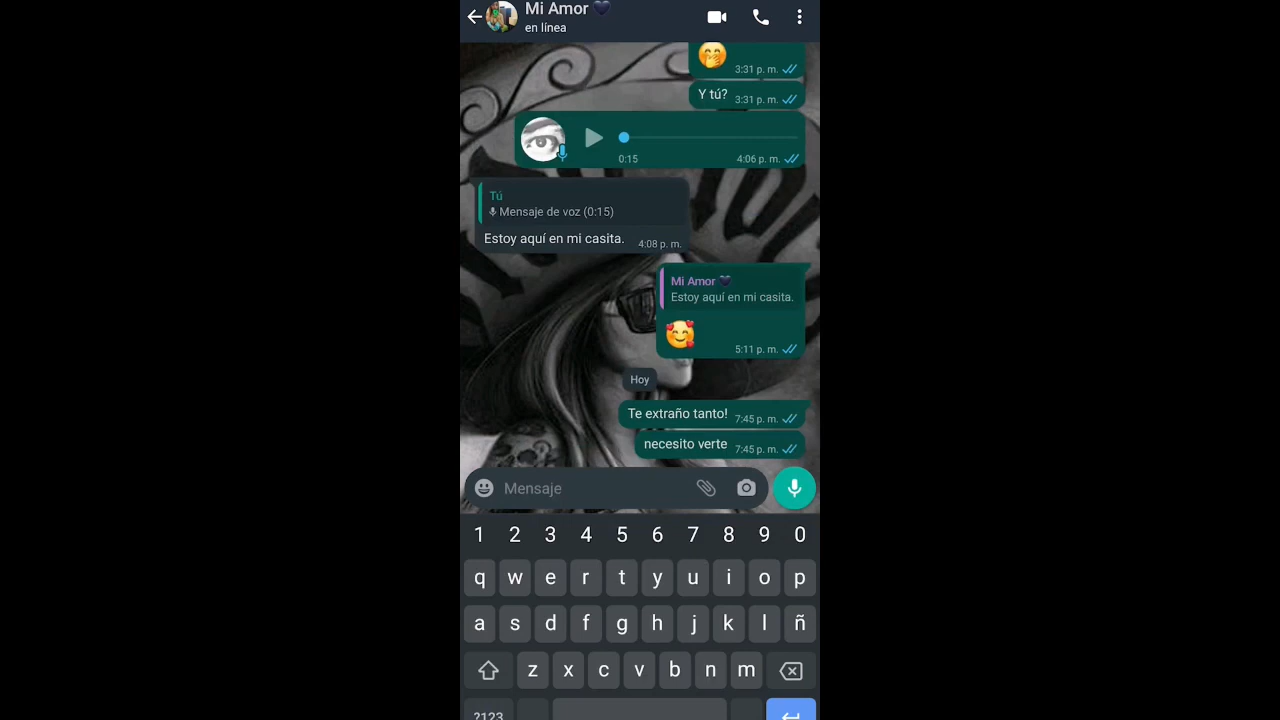 Mi Amor 🖤
en línea
🤭
3:31 p. m.
Y tú? 3:31 p. m.
0:15 4:06 p. m.
Tú
Mensaje de voz (0:15)
Estoy aquí en mi casita. 4:08 p. m.
Mi Amor 🖤
Estoy aquí en mi casita.
🥰
5:11 p. m.
Hoy
Te extraño tanto! 7:45 p. m.
necesito verte 7:45 p. m.
Mensaje
1 2 3 4 5 6 7 8 9 0
q w e r t y u i o p
a s d f g h j k l ñ
z x c v b n m
?123